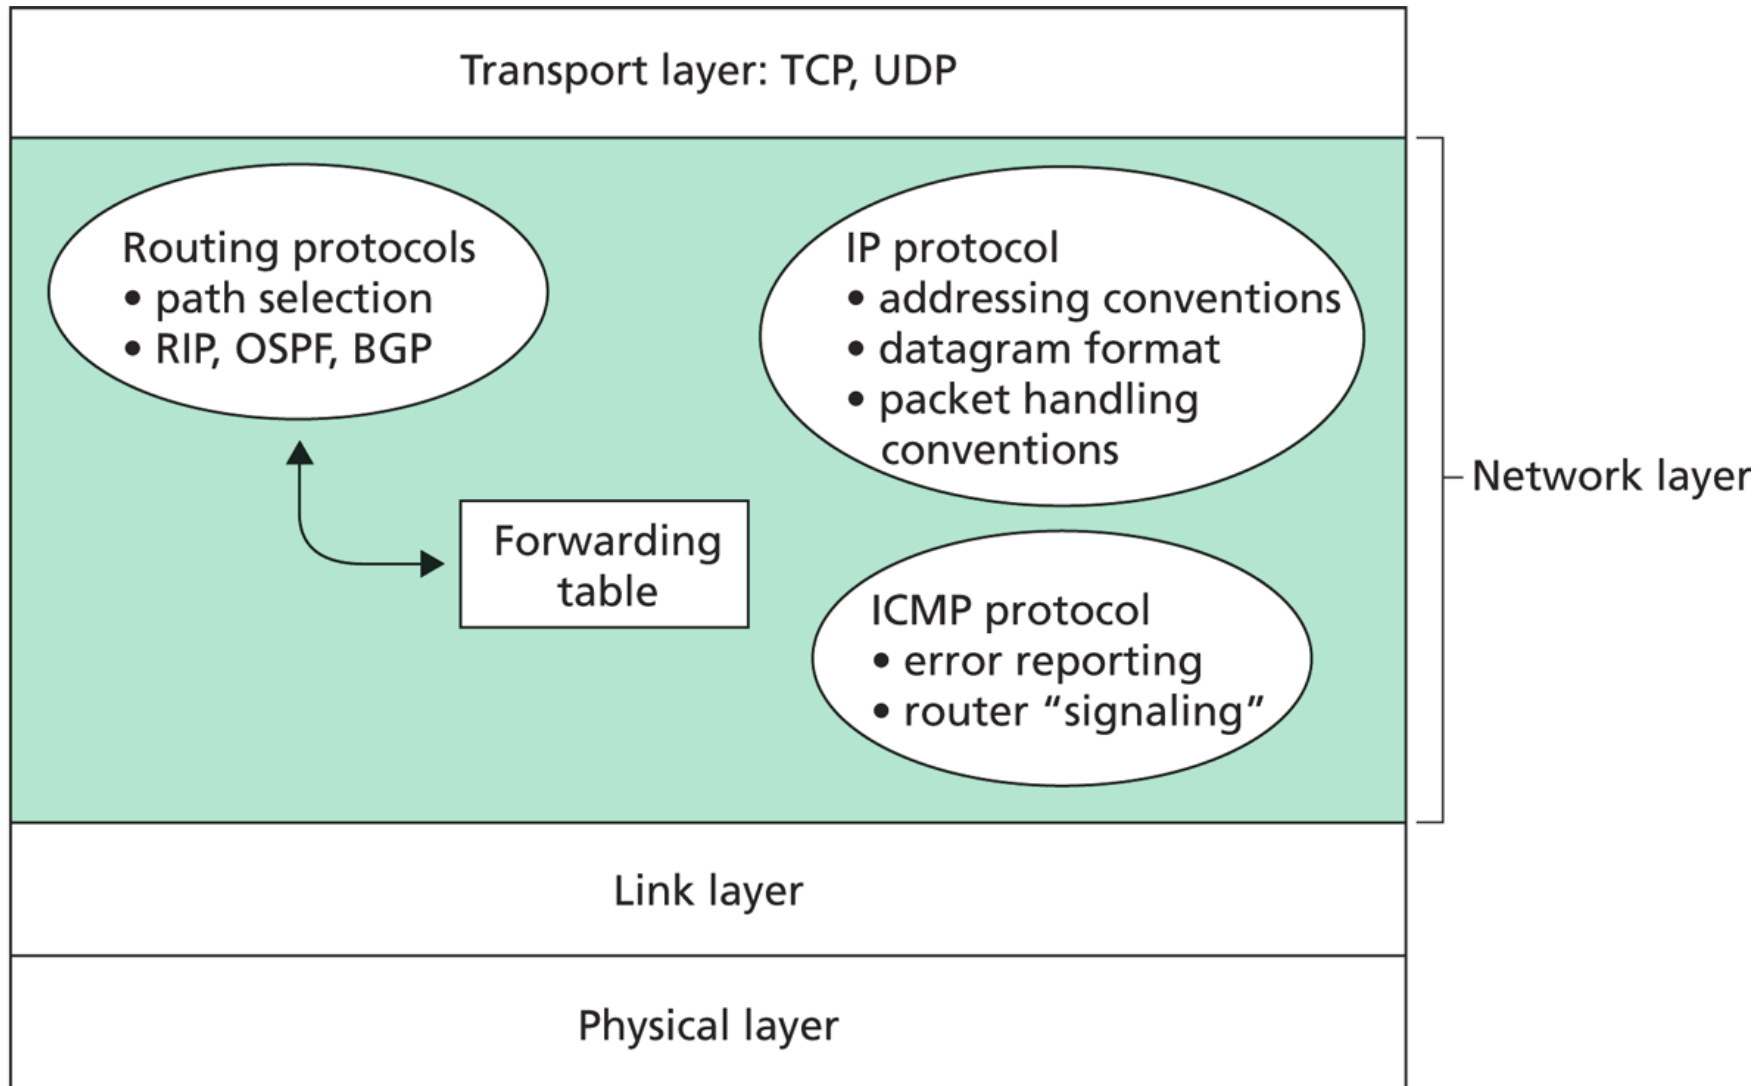 Transport layer: TCP, UDP
Routing protocols
• path selection
• RIP, OSPF, BGP
IP protocol
• addressing conventions
• datagram format
• packet handling
conventions
Network layer
Forwarding
table
ICMP protocol
• error reporting
• router “signaling”
Link layer
Physical layer